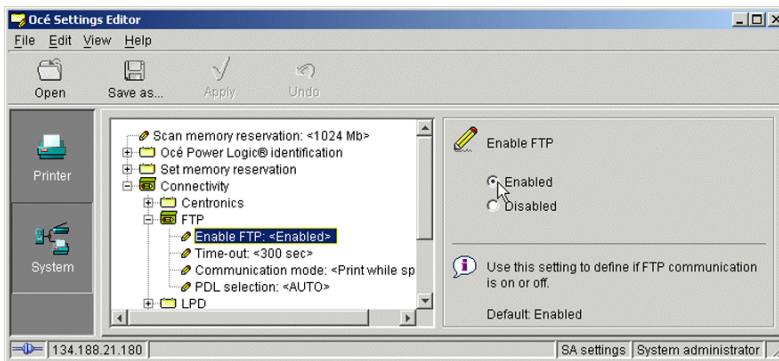 Océ Settings Editor
File Edit View Help
Open Save as... Apply Undo
Printer
System
Scan memory reservation: <1024 Mb>
Océ Power Logic® identification
Set memory reservation
Connectivity
Centronics
FTP
Enable FTP: <Enabled>
Time-out: <300 sec>
Communication mode: <Print while sp
PDL selection: <AUTO>
LPD
Enable FTP
Enabled
Disabled
Use this setting to define if FTP communication
is on or off.
Default: Enabled
134.188.21.180 SA settings System administrator